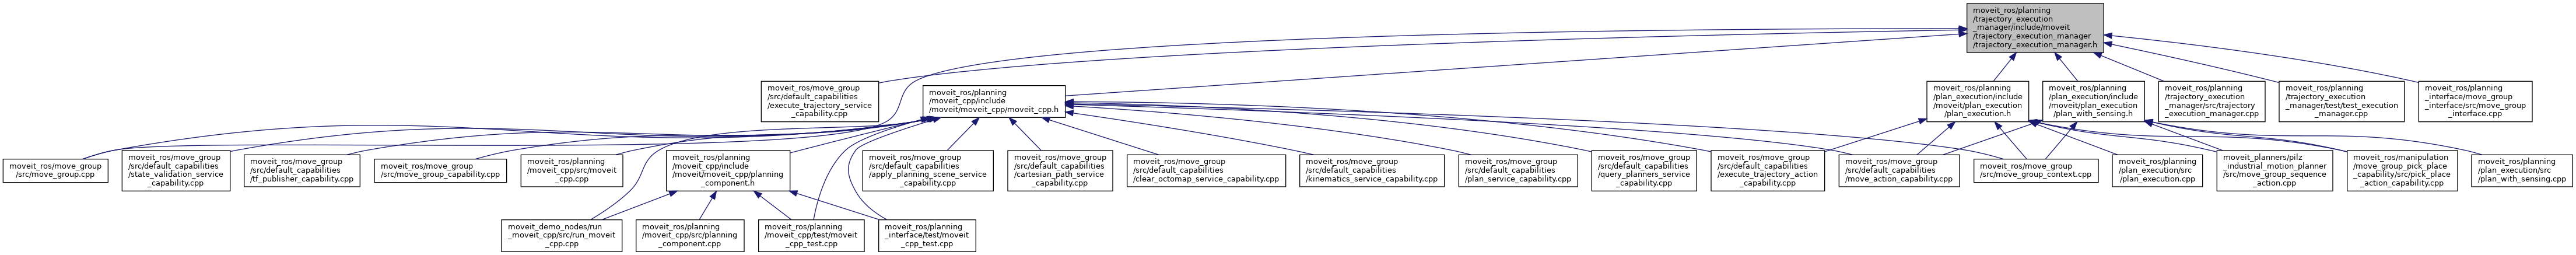 moveit_ros/planning
/trajectory_execution
_manager/include/moveit
/trajectory_execution_manager
/trajectory_execution_manager.h
moveit_ros/move_group
/src/default_capabilities
/execute_trajectory_service
_capability.cpp
moveit_ros/planning
/moveit_cpp/include
/moveit/moveit_cpp/moveit_cpp.h
moveit_ros/planning
/plan_execution/include
/moveit/plan_execution
/plan_execution.h
moveit_ros/planning
/plan_execution/include
/moveit/plan_execution
/plan_with_sensing.h
moveit_ros/planning
/trajectory_execution
_manager/src/trajectory
_execution_manager.cpp
moveit_ros/planning
/trajectory_execution
_manager/test/test_execution
_manager.cpp
moveit_ros/planning
_interface/move_group
_interface/src/move_group
_interface.cpp
moveit_ros/move_group
/src/move_group.cpp
moveit_ros/move_group
/src/default_capabilities
/state_validation_service
_capability.cpp
moveit_ros/move_group
/src/default_capabilities
/tf_publisher_capability.cpp
moveit_ros/move_group
/src/move_group_capability.cpp
moveit_ros/planning
/moveit_cpp/src/moveit
_cpp.cpp
moveit_ros/planning
/moveit_cpp/include
/moveit/moveit_cpp/planning
_component.h
moveit_ros/move_group
/src/default_capabilities
/apply_planning_scene_service
_capability.cpp
moveit_ros/move_group
/src/default_capabilities
/cartesian_path_service
_capability.cpp
moveit_ros/move_group
/src/default_capabilities
/clear_octomap_service_capability.cpp
moveit_ros/move_group
/src/default_capabilities
/kinematics_service_capability.cpp
moveit_ros/move_group
/src/default_capabilities
/plan_service_capability.cpp
moveit_ros/move_group
/src/default_capabilities
/query_planners_service
_capability.cpp
moveit_ros/move_group
/src/default_capabilities
/execute_trajectory_action
_capability.cpp
moveit_ros/move_group
/src/default_capabilities
/move_action_capability.cpp
moveit_ros/move_group
/src/move_group_context.cpp
moveit_ros/planning
/plan_execution/src
/plan_execution.cpp
moveit_planners/pilz
_industrial_motion_planner
/src/move_group_sequence
_action.cpp
moveit_ros/manipulation
/move_group_pick_place
_capability/src/pick_place
_action_capability.cpp
moveit_ros/planning
/plan_execution/src
/plan_with_sensing.cpp
moveit_demo_nodes/run
_moveit_cpp/src/run_moveit
_cpp.cpp
moveit_ros/planning
/moveit_cpp/src/planning
_component.cpp
moveit_ros/planning
/moveit_cpp/test/moveit
_cpp_test.cpp
moveit_ros/planning
_interface/test/moveit
_cpp_test.cpp